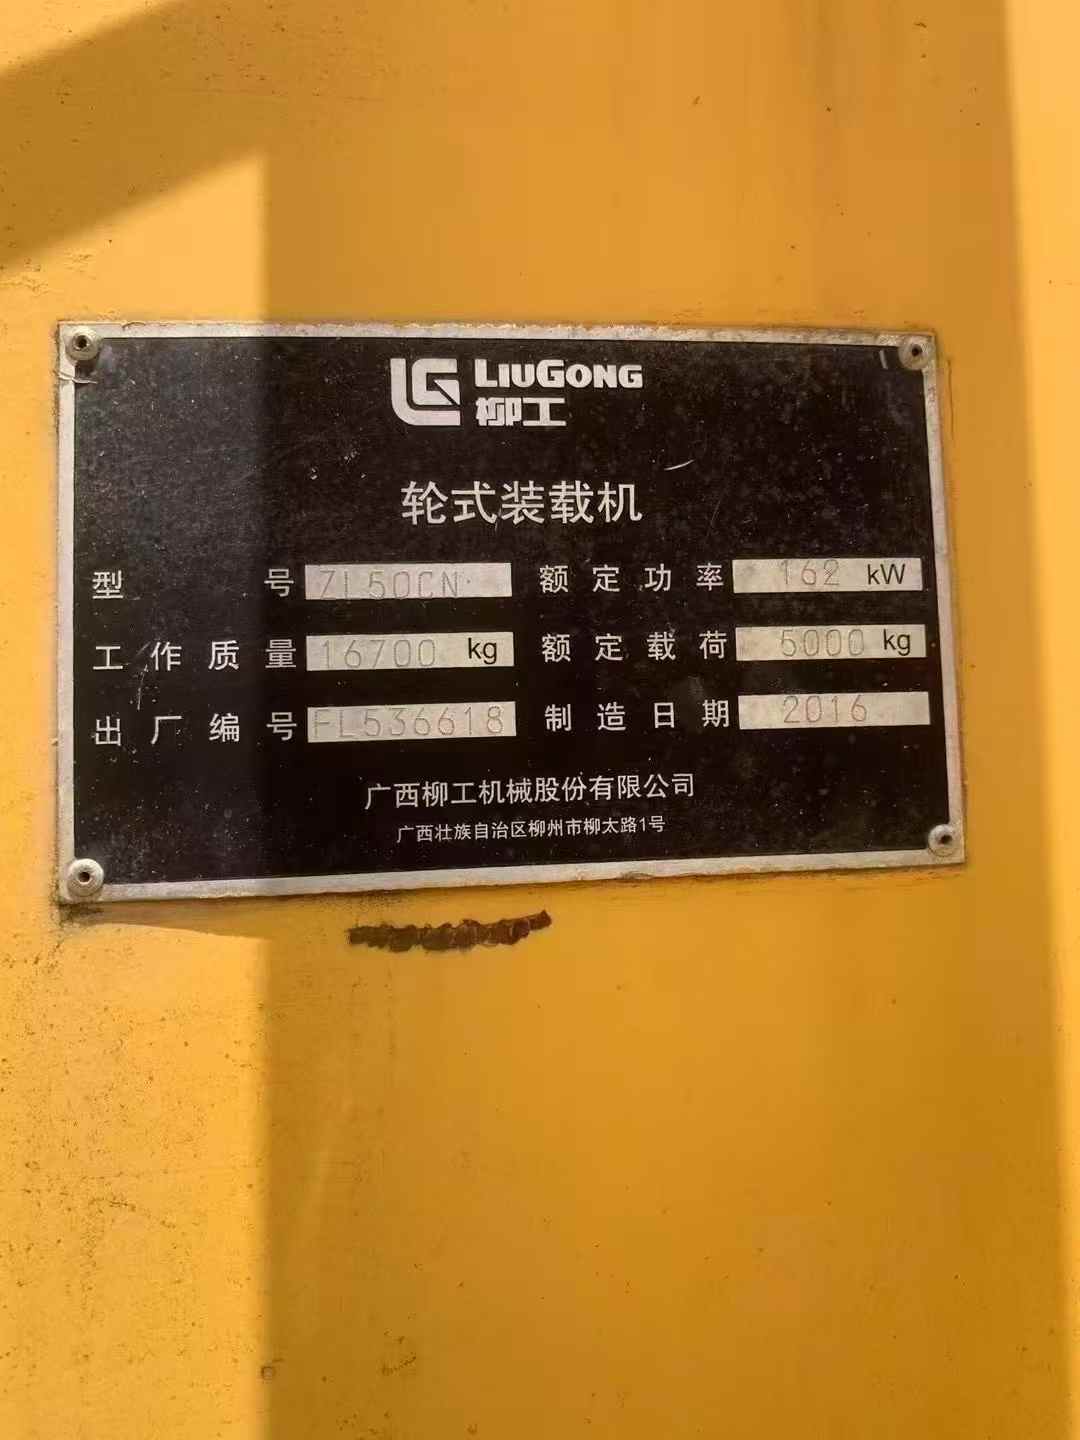 LIUGONG
柳工
轮式装载机
型号 ZL50CN 额定功率 162 kW
工作质量 16700 kg 额定载荷 5000 kg
出厂编号 FL536618 制造日期 2016
广西柳工机械股份有限公司
广西壮族自治区柳州市柳太路1号